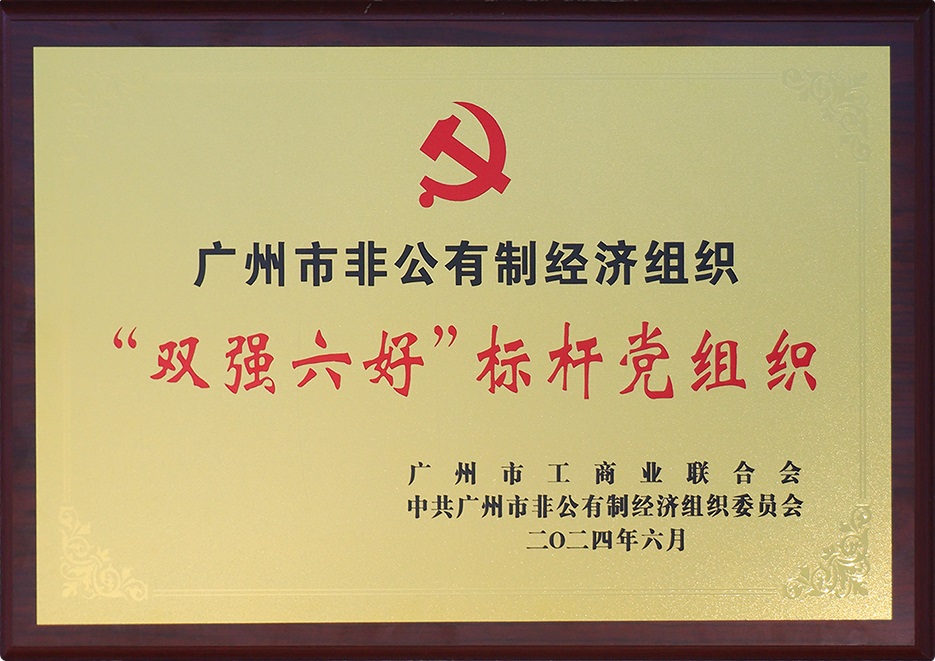 广州市非公有制经济组织
“双强六好”标杆党组织
广州市工商业联合会
中共广州市非公有制经济组织委员会
二〇二四年六月